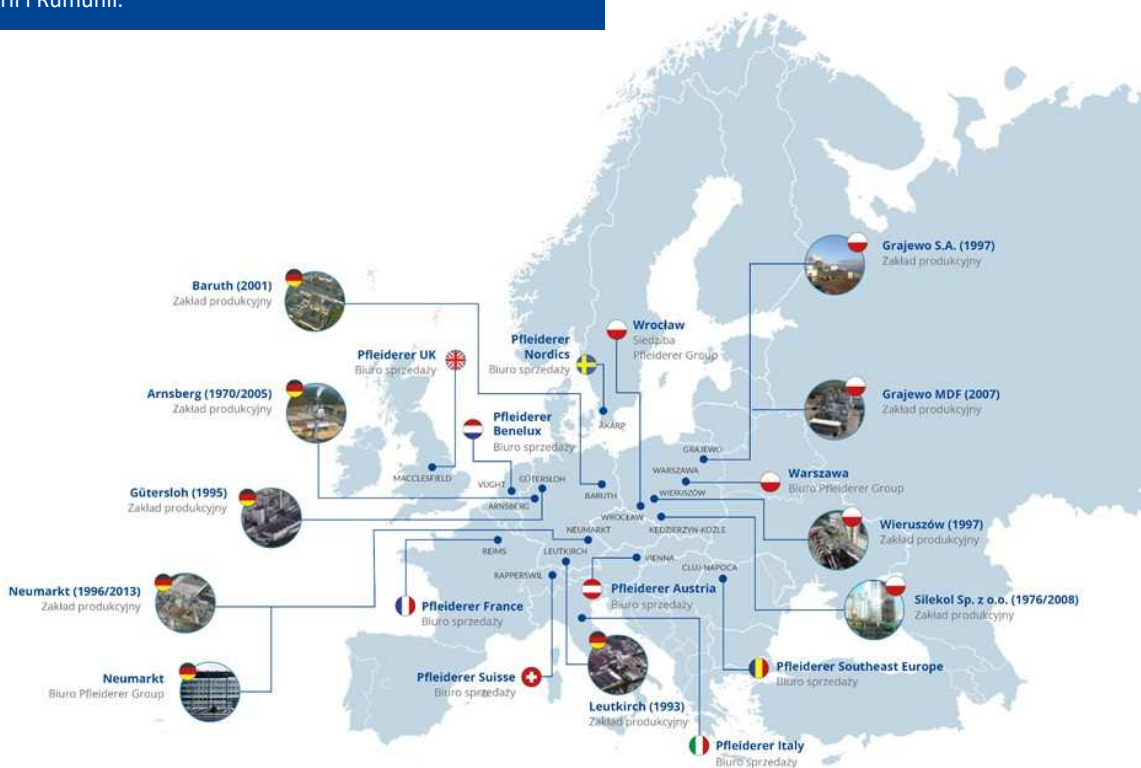 Grajewo S.A. (1997)
Zakład produkcyjny
Baruth (2001)
Zakład produkcyjny
Wrocław
Siedziba
Pfleiderer Group
Pfleiderer
Nordics
Biuro sprzedaży
Pfleiderer UK
Biuro sprzedaży
Arnsberg (1970/2005)
Zakład produkcyjny
Grajewo MDF (2007)
Zakład produkcyjny
Pfleiderer
Benelux
Biuro sprzedaży
GRAJEWO
WARSZAWA
MACCLESFIELD
VUGHT
GÜTERSLOH
ARNSBERG
BARUTH
WIERUSZÓW
WROCŁAW
Warszawa
Biuro Pfleiderer Group
Gütersloh (1995)
Zakład produkcyjny
NEUMARKT
KĘDZIERZYN-KOŹLE
Wieruszów (1997)
Zakład produkcyjny
REIMS
LEUTKIRCH
VIENNA
RAPPERSWIL
CLUJ-NAPOCA
Neumarkt (1996/2013)
Zakład produkcyjny
Pfleiderer France
Biuro sprzedaży
Pfleiderer Austria
Biuro sprzedaży
Silekol Sp. z o.o. (1976/2008)
Zakład produkcyjny
Neumarkt
Biuro Pfleiderer Group
Pfleiderer Suisse
Biuro sprzedaży
Leutkirch (1993)
Zakład produkcyjny
Pfleiderer Southeast Europe
Biuro sprzedaży
Pfleiderer Italy
Biuro sprzedaży